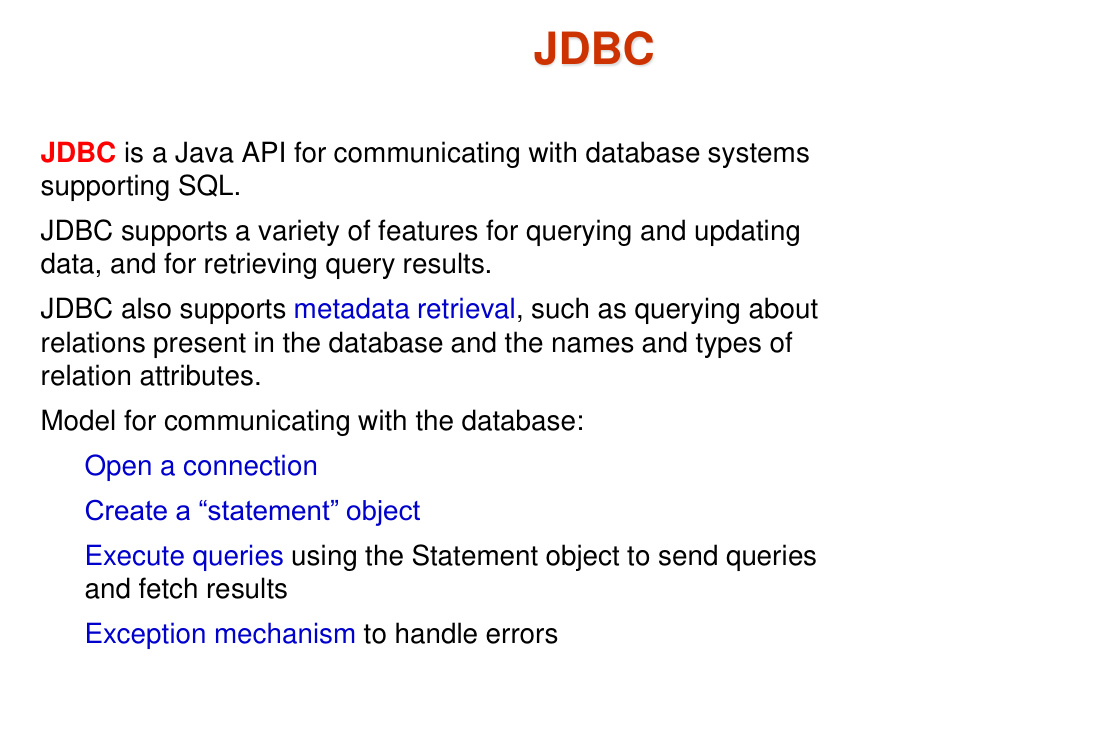 JDBC
JDBC is a Java API for communicating with database systems
supporting SQL.
JDBC supports a variety of features for querying and updating
data, and for retrieving query results.
JDBC also supports metadata retrieval, such as querying about
relations present in the database and the names and types of
relation attributes.
Model for communicating with the database:
Open a connection
Create a “statement” object
Execute queries using the Statement object to send queries
and fetch results
Exception mechanism to handle errors